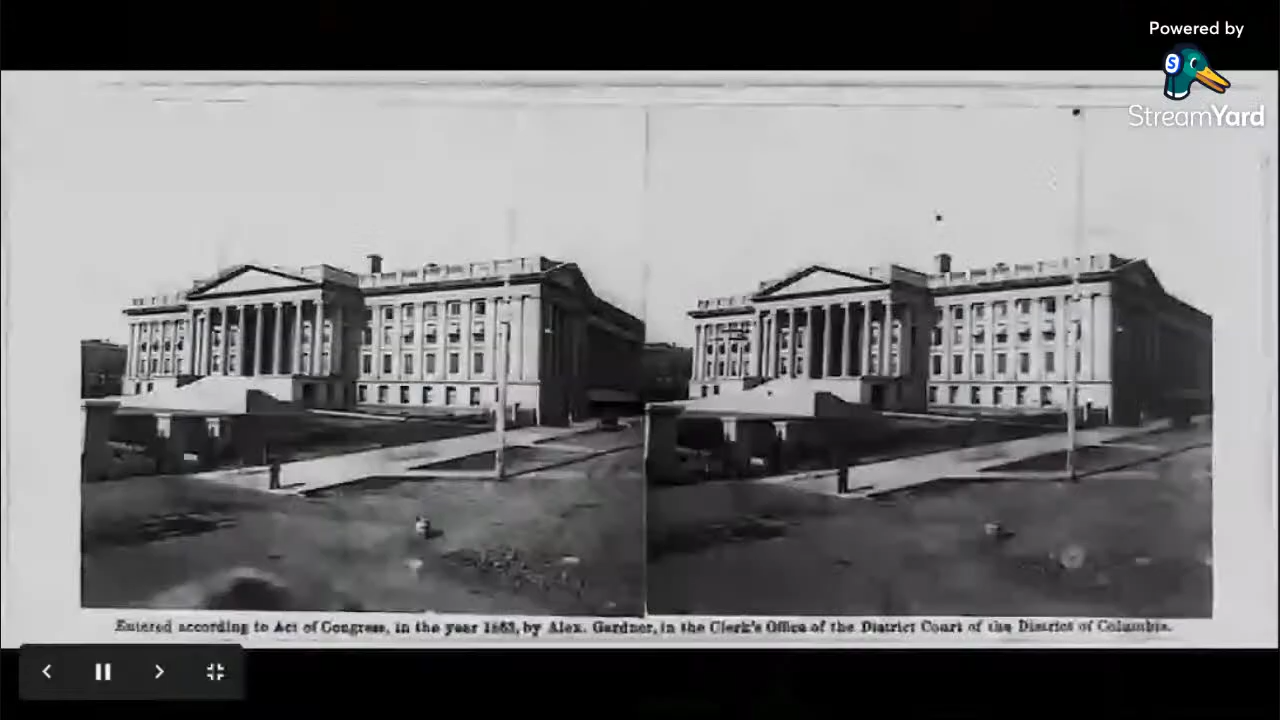 Powered by
StreamYard
Entered according to Act of Congress, in the year 1863, by Alex. Gardner, in the Clerk's Office of the District Court of the District of Columbia.